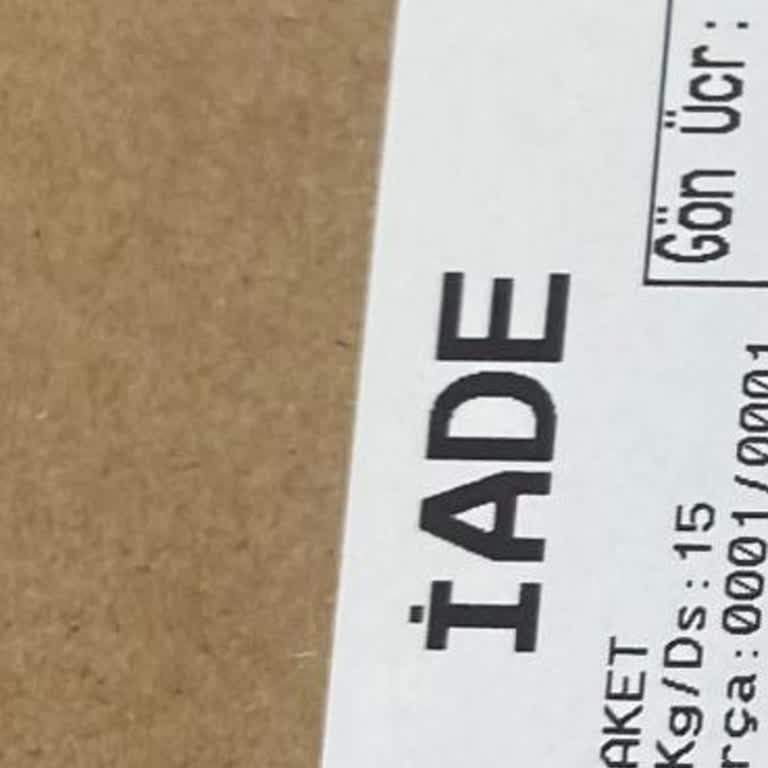 İADE
Gön Ücr:
AKET
Kg/Ds:15
rça:0001/0001